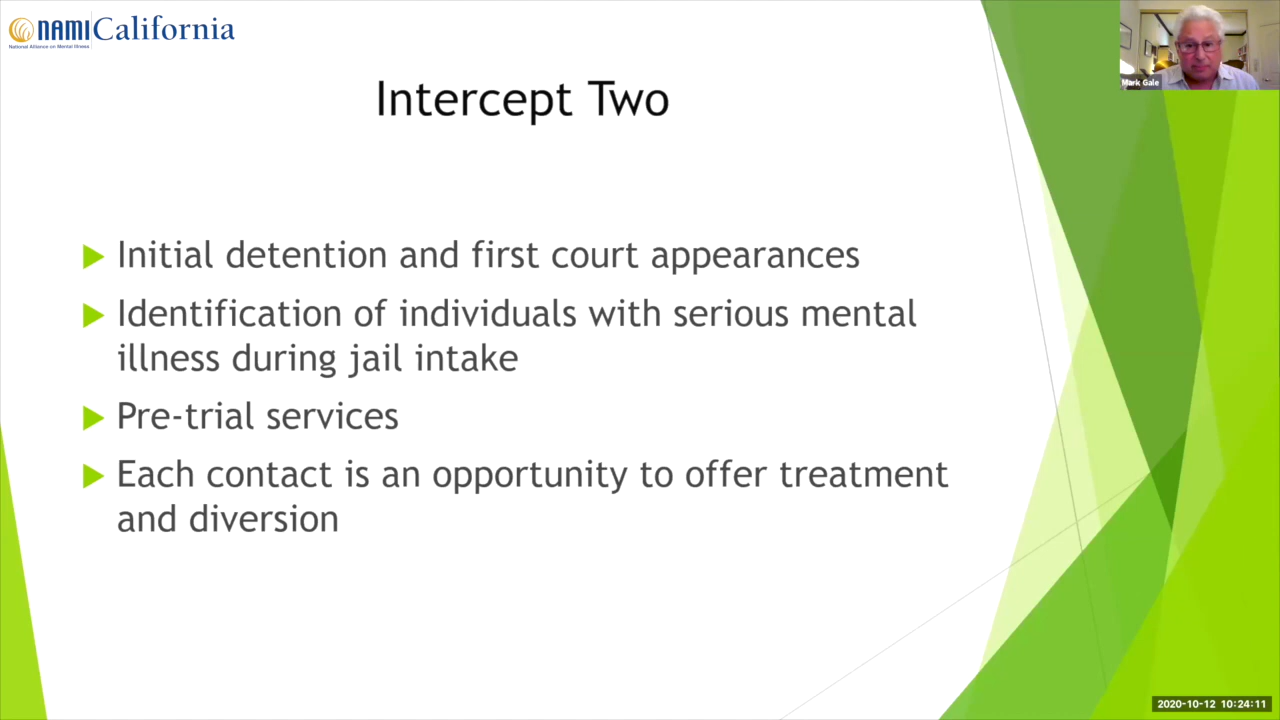 NAMI California
National Alliance on Mental Illness
Mark Gale
Intercept Two
Initial detention and first court appearances
Identification of individuals with serious mental
illness during jail intake
Pre-trial services
Each contact is an opportunity to offer treatment
and diversion
2020-10-12 10:24:11